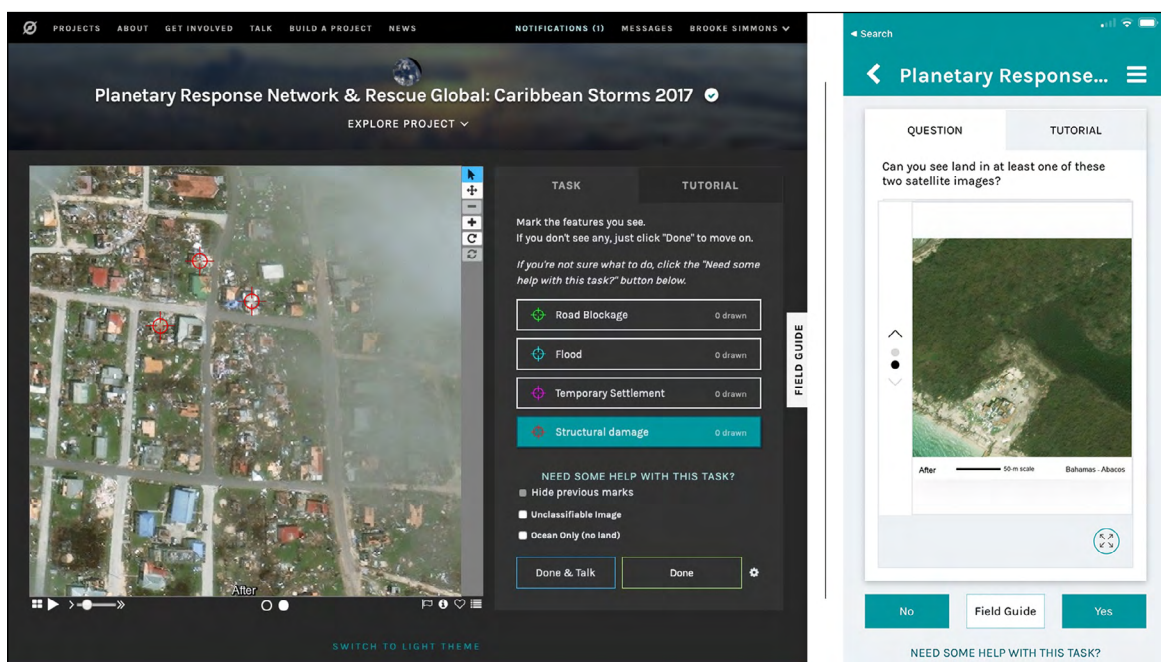 PROJECTS ABOUT GET INVOLVED TALK BUILD A PROJECT NEWS NOTIFICATIONS (1) MESSAGES BROOKE SIMMONS
Planetary Response Network & Rescue Global: Caribbean Storms 2017
EXPLORE PROJECT
TASK TUTORIAL
Mark the features you see.
If you don't see any, just click "Done" to move on.
If you're not sure what to do, click the "Need some
help with this task?" button below.
Road Blockage 0 drawn
Flood 0 drawn
Temporary Settlement 0 drawn
Structural damage 0 drawn
NEED SOME HELP WITH THIS TASK?
Hide previous marks
Unclassifiable Image
Ocean Only (no land)
Done & Talk Done
FIELD GUIDE
After
SWITCH TO LIGHT THEME
Search
Planetary Response...
QUESTION TUTORIAL
Can you see land in at least one of these
two satellite images?
After 50-m scale Bahamas - Abacos
No Field Guide Yes
NEED SOME HELP WITH THIS TASK?